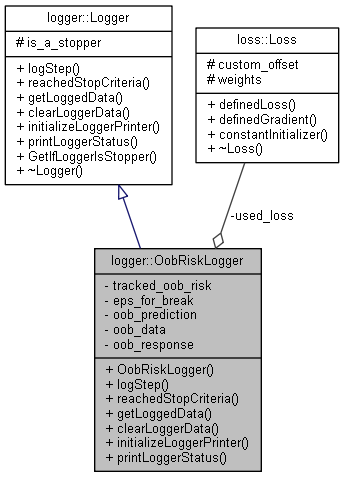 logger::Logger
# is_a_stopper
+ logStep()
+ reachedStopCriteria()
+ getLoggedData()
+ clearLoggerData()
+ initializeLoggerPrinter()
+ printLoggerStatus()
+ GetIfLoggerIsStopper()
+ ~Logger()
loss::Loss
# custom_offset
# weights
+ definedLoss()
+ definedGradient()
+ constantInitializer()
+ ~Loss()
-used_loss
logger::OobRiskLogger
- tracked_oob_risk
- eps_for_break
- oob_prediction
- oob_data
- oob_response
+ OobRiskLogger()
+ logStep()
+ reachedStopCriteria()
+ getLoggedData()
+ clearLoggerData()
+ initializeLoggerPrinter()
+ printLoggerStatus()